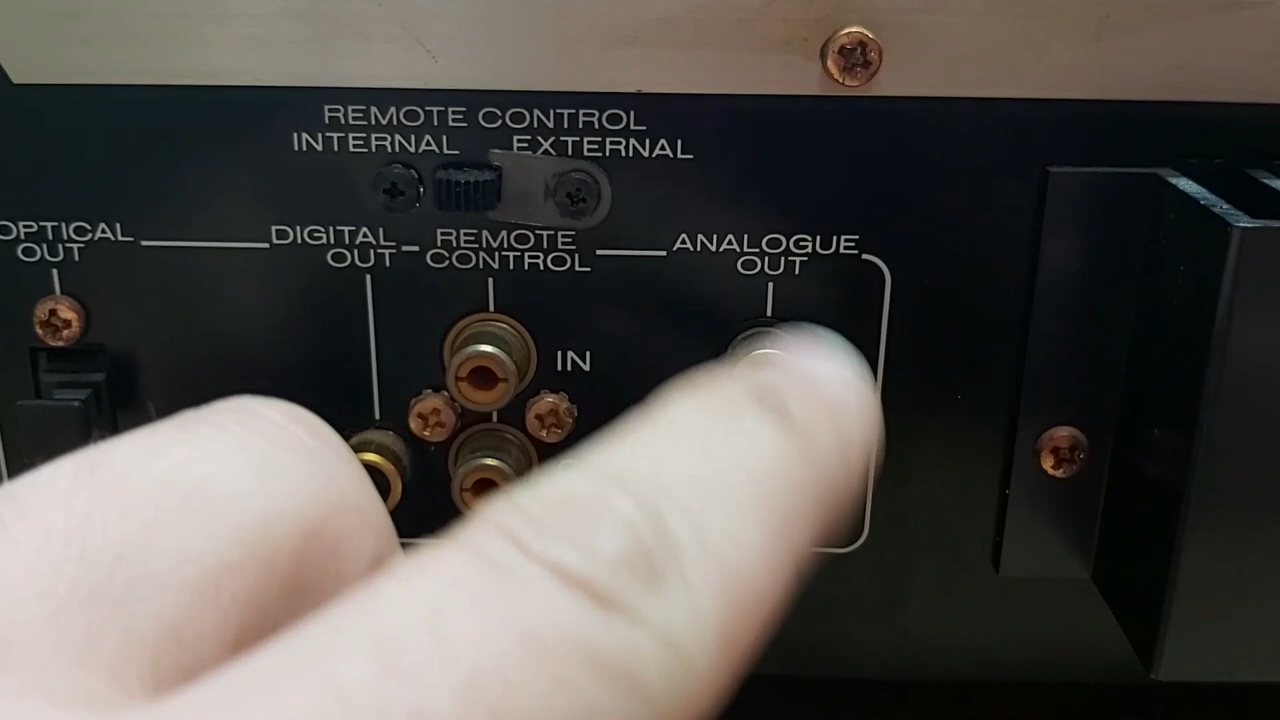 REMOTE CONTROL
INTERNAL EXTERNAL
OPTICAL OUT
DIGITAL OUT
REMOTE CONTROL
ANALOGUE OUT
IN